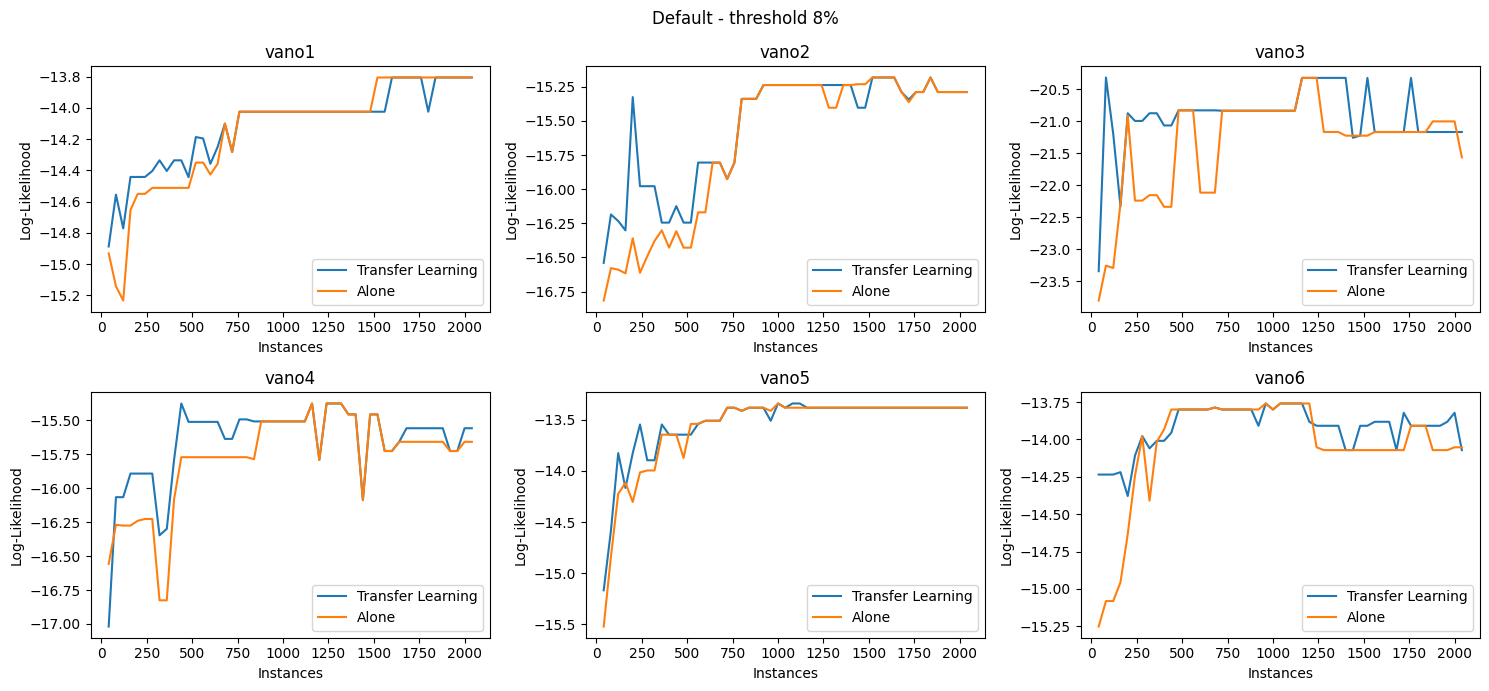 Default - threshold 8%
vano1
Log-Likelihood
−13.8
−14.0
−14.2
−14.4
−14.6
−14.8
−15.0
−15.2
Transfer Learning
Alone
0 250 500 750 1000 1250 1500 1750 2000
Instances
vano2
Log-Likelihood
−15.25
−15.50
−15.75
−16.00
−16.25
−16.50
−16.75
Transfer Learning
Alone
0 250 500 750 1000 1250 1500 1750 2000
Instances
vano3
Log-Likelihood
−20.5
−21.0
−21.5
−22.0
−22.5
−23.0
−23.5
Transfer Learning
Alone
0 250 500 750 1000 1250 1500 1750 2000
Instances
vano4
Log-Likelihood
−15.50
−15.75
−16.00
−16.25
−16.50
−16.75
−17.00
Transfer Learning
Alone
0 250 500 750 1000 1250 1500 1750 2000
Instances
vano5
Log-Likelihood
−13.5
−14.0
−14.5
−15.0
−15.5
Transfer Learning
Alone
0 250 500 750 1000 1250 1500 1750 2000
Instances
vano6
Log-Likelihood
−13.75
−14.00
−14.25
−14.50
−14.75
−15.00
−15.25
Transfer Learning
Alone
0 250 500 750 1000 1250 1500 1750 2000
Instances